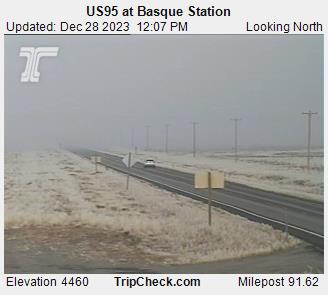 US95 at Basque Station
Updated: Dec 28 2023 12:07 PM Looking North
Elevation 4460 TripCheck.com Milepost 91.62